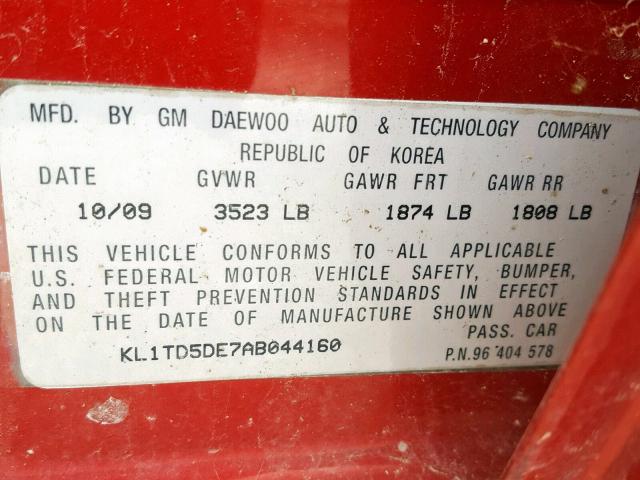 MFD. BY GM DAEWOO AUTO & TECHNOLOGY COMPANY
REPUBLIC OF KOREA
DATE GVWR GAWR FRT GAWR RR
10/09 3523 LB 1874 LB 1808 LB
THIS VEHICLE CONFORMS TO ALL APPLICABLE
U.S. FEDERAL MOTOR VEHICLE SAFETY, BUMPER,
AND THEFT PREVENTION STANDARDS IN EFFECT
ON THE DATE OF MANUFACTURE SHOWN ABOVE
PASS. CAR
KL1TD5DE7AB044160 P.N.96 404 578